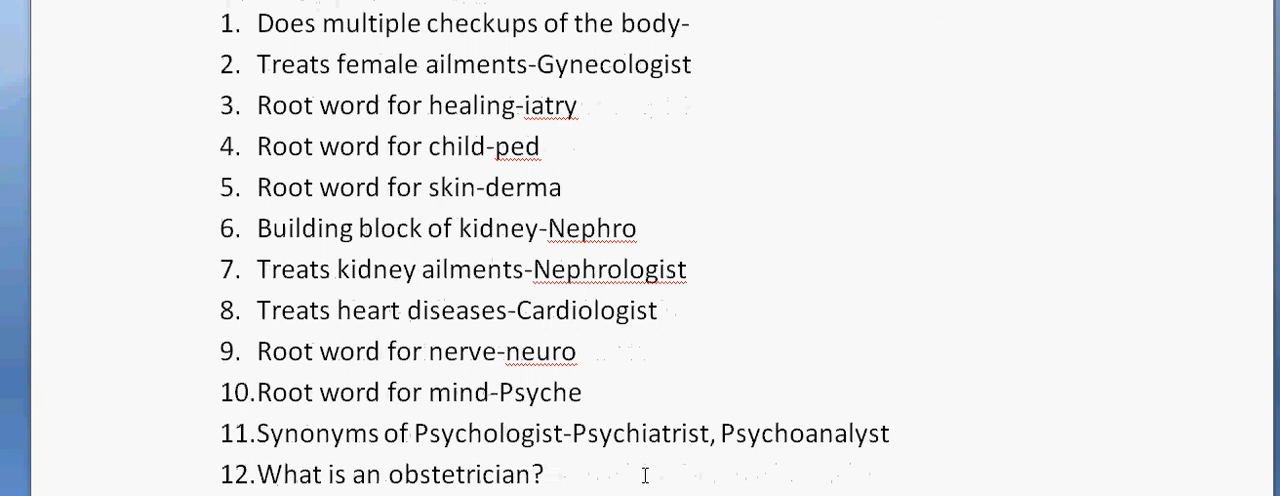 1. Does multiple checkups of the body-
2. Treats female ailments-Gynecologist
3. Root word for healing-iatry
4. Root word for child-ped
5. Root word for skin-derma
6. Building block of kidney-Nephro
7. Treats kidney ailments-Nephrologist
8. Treats heart diseases-Cardiologist
9. Root word for nerve-neuro
10.Root word for mind-Psyche
11.Synonyms of Psychologist-Psychiatrist, Psychoanalyst
12.What is an obstetrician?